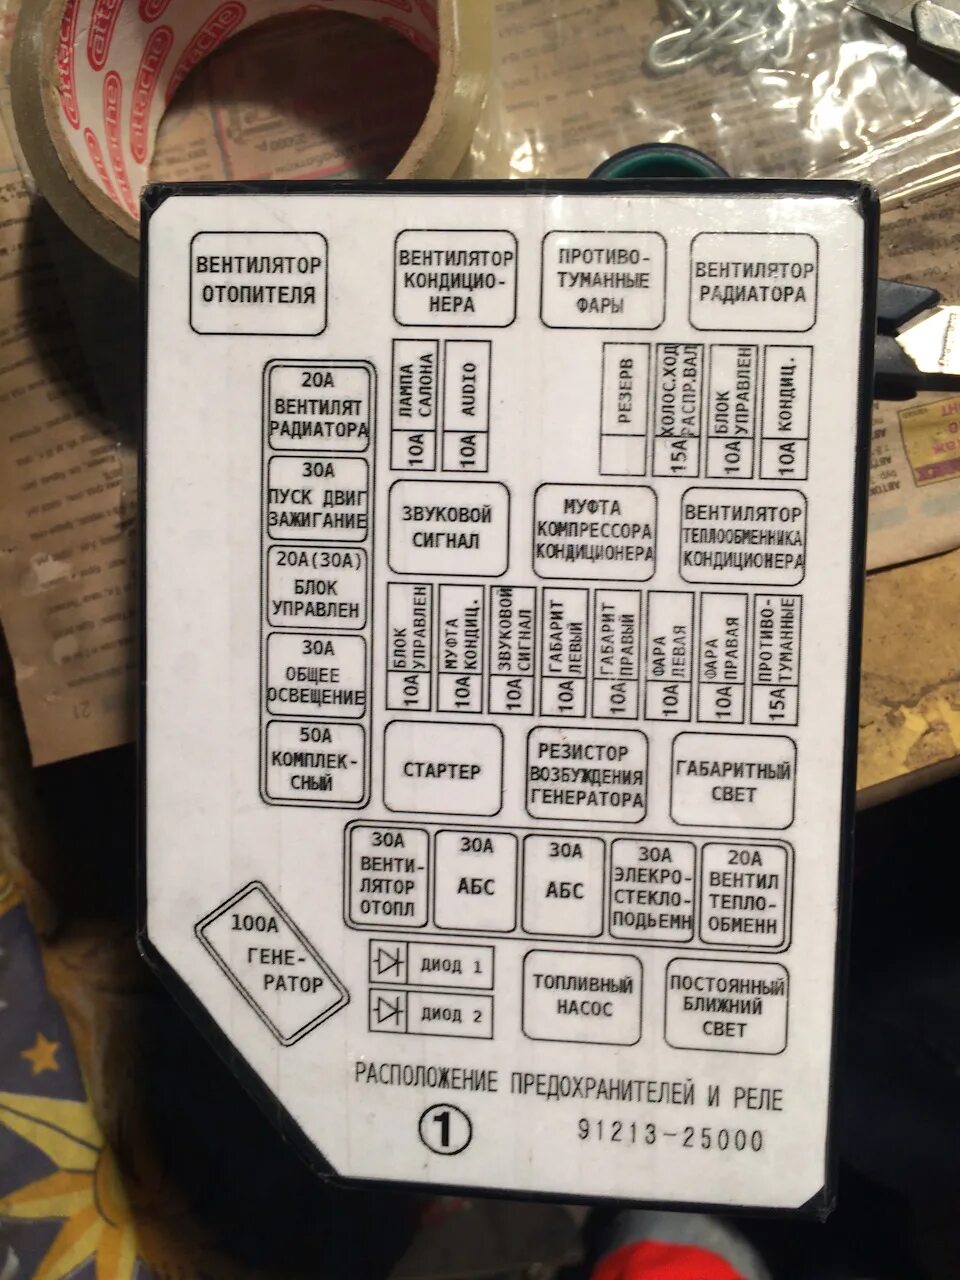 attache
attache
attache
ВЕНТИЛЯТОР
ОТОПИТЕЛЯ
ВЕНТИЛЯТОР
КОНДИЦИО-
НЕРА
ПРОТИВО-
ТУМАННЫЕ
ФАРЫ
ВЕНТИЛЯТОР
РАДИАТОРА
20А
ВЕНТИЛЯТ
РАДИАТОРА
30А
ПУСК ДВИГ
ЗАЖИГАНИЕ
20А(30А)
БЛОК
УПРАВЛЕН
30А
ОБЩЕЕ
ОСВЕЩЕНИЕ
50А
КОМПЛЕК-
СНЫЙ
ЛАМПА
САЛОНА
10А
AUDIO
10А
РЕЗЕРВ
ХОЛОС.ХОД
РАСПР.ВАЛ
15А
БЛОК
УПРАВЛЕН
10А
КОНДИЦ.
10А
ЗВУКОВОЙ
СИГНАЛ
МУФТА
КОМПРЕССОРА
КОНДИЦИОНЕРА
ВЕНТИЛЯТОР
ТЕПЛООБМЕННИКА
КОНДИЦИОНЕРА
БЛОК
УПРАВЛЕН
10А
МУФТА
КОНДИЦ.
10А
ЗВУКОВОЙ
СИГНАЛ
10А
ГАБАРИТ
ЛЕВЫЙ
10А
ГАБАРИТ
ПРАВЫЙ
10А
ФАРА
ЛЕВАЯ
10А
ФАРА
ПРАВАЯ
10А
ПРОТИВО-
ТУМАННЫЕ
15А
СТАРТЕР
РЕЗИСТОР
ВОЗБУЖДЕНИЯ
ГЕНЕРАТОРА
ГАБАРИТНЫЙ
СВЕТ
30А
ВЕНТИ-
ЛЯТОР
ОТОПЛ
30А
АБС
30А
АБС
30А
ЭЛЕКРО-
СТЕКЛО-
ПОДЬЕМН
20А
ВЕНТИЛ
ТЕПЛО-
ОБМЕНН
100А
ГЕНЕ-
РАТОР
ДИОД 1
ДИОД 2
ТОПЛИВНЫЙ
НАСОС
ПОСТОЯННЫЙ
БЛИЖНИЙ
СВЕТ
РАСПОЛОЖЕНИЕ ПРЕДОХРАНИТЕЛЕЙ И РЕЛЕ
1
91213-25000
21